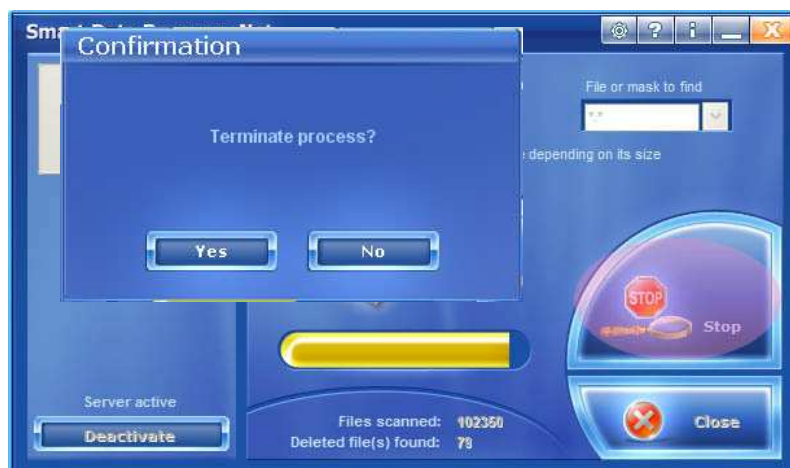 Confirmation
Terminate process?
Yes
No
File or mask to find
*.*
depending on its size
STOP
Stop
Server active
Deactivate
Files scanned: 102350
Deleted file(s) found: 79
Close